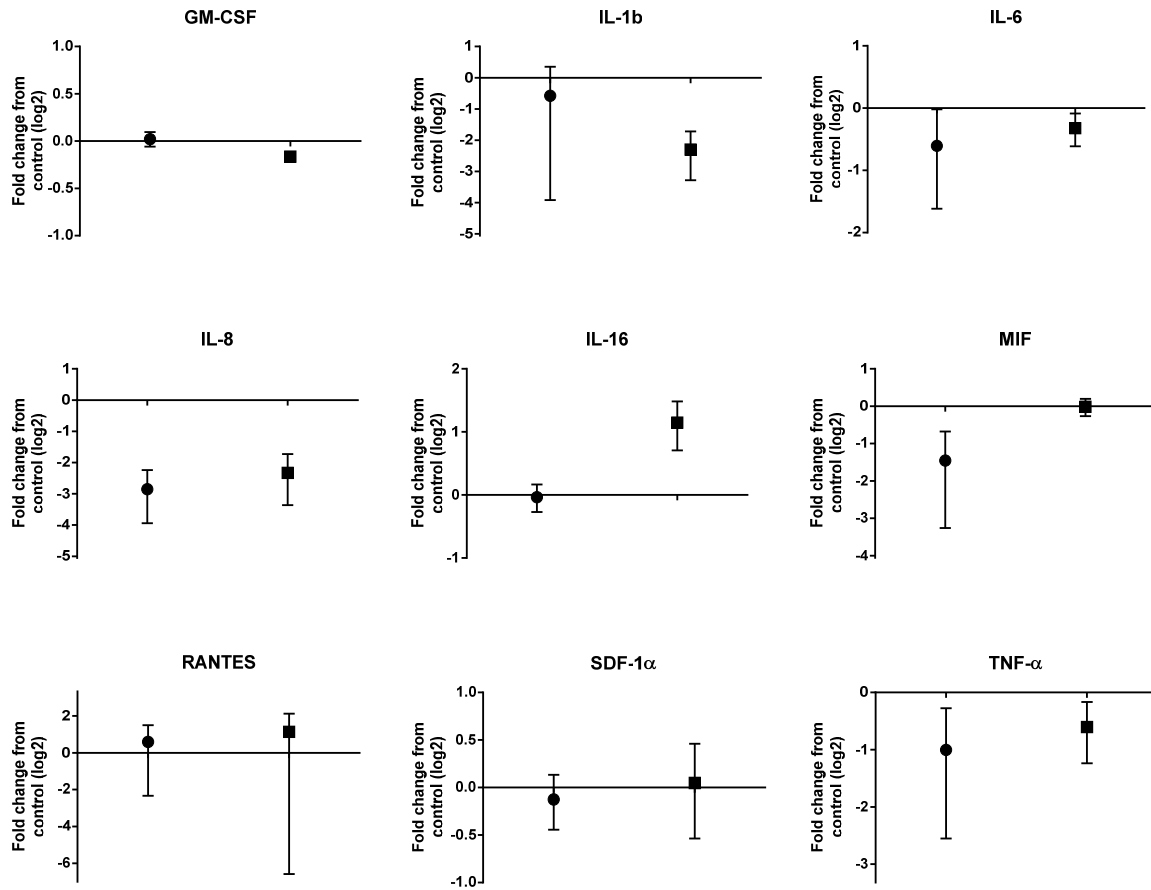 GM-CSF
Fold change from
control (log2)
1.0
0.5
0.0
-0.5
-1.0
IL-1b
Fold change from
control (log2)
1
0
-1
-2
-3
-4
-5
IL-6
Fold change from
control (log2)
1
0
-1
-2
IL-8
Fold change from
control (log2)
1
0
-1
-2
-3
-4
-5
IL-16
Fold change from
control (log2)
2
1
0
-1
MIF
Fold change from
control (log2)
1
0
-1
-2
-3
-4
RANTES
Fold change from
control (log2)
2
0
-2
-4
-6
SDF-1α
Fold change from
control (log2)
1.0
0.5
0.0
-0.5
-1.0
TNF-α
Fold change from
control (log2)
-0
-1
-2
-3